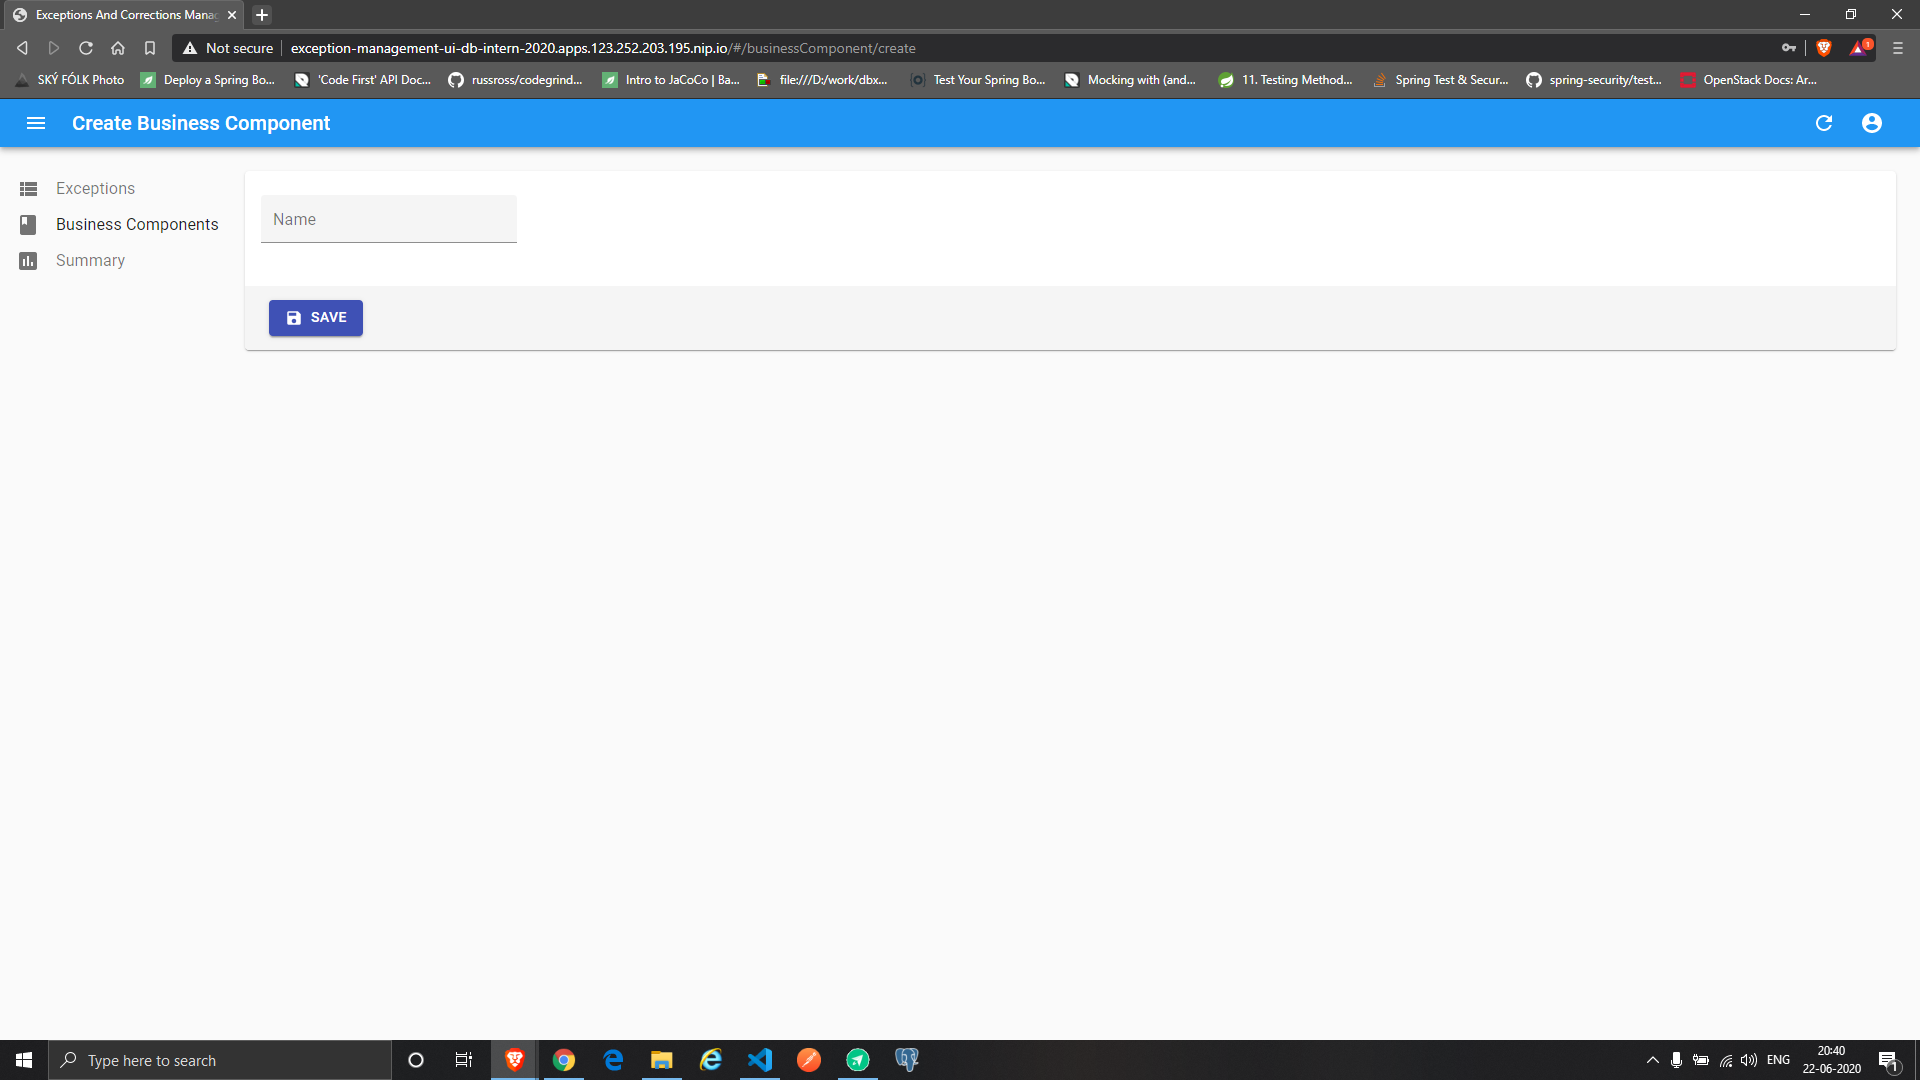 Exceptions And Corrections Mana
Not secure exception-management-ui-db-intern-2020.apps.123.252.203.195.nip.io/#/businessComponent/create
1
SKÝ FÓLK Photo Deploy a Spring Bo... 'Code First' API Doc... russross/codegrind... Intro to JaCoCo | Ba... file:///D:/work/dbx... Test Your Spring Bo... Mocking with (and... 11. Testing Method... Spring Test & Secur... spring-security/test... OpenStack Docs: Ar...
Create Business Component
Exceptions
Business Components
Summary
Name
SAVE
Type here to search
ENG
20:40
22-06-2020
1